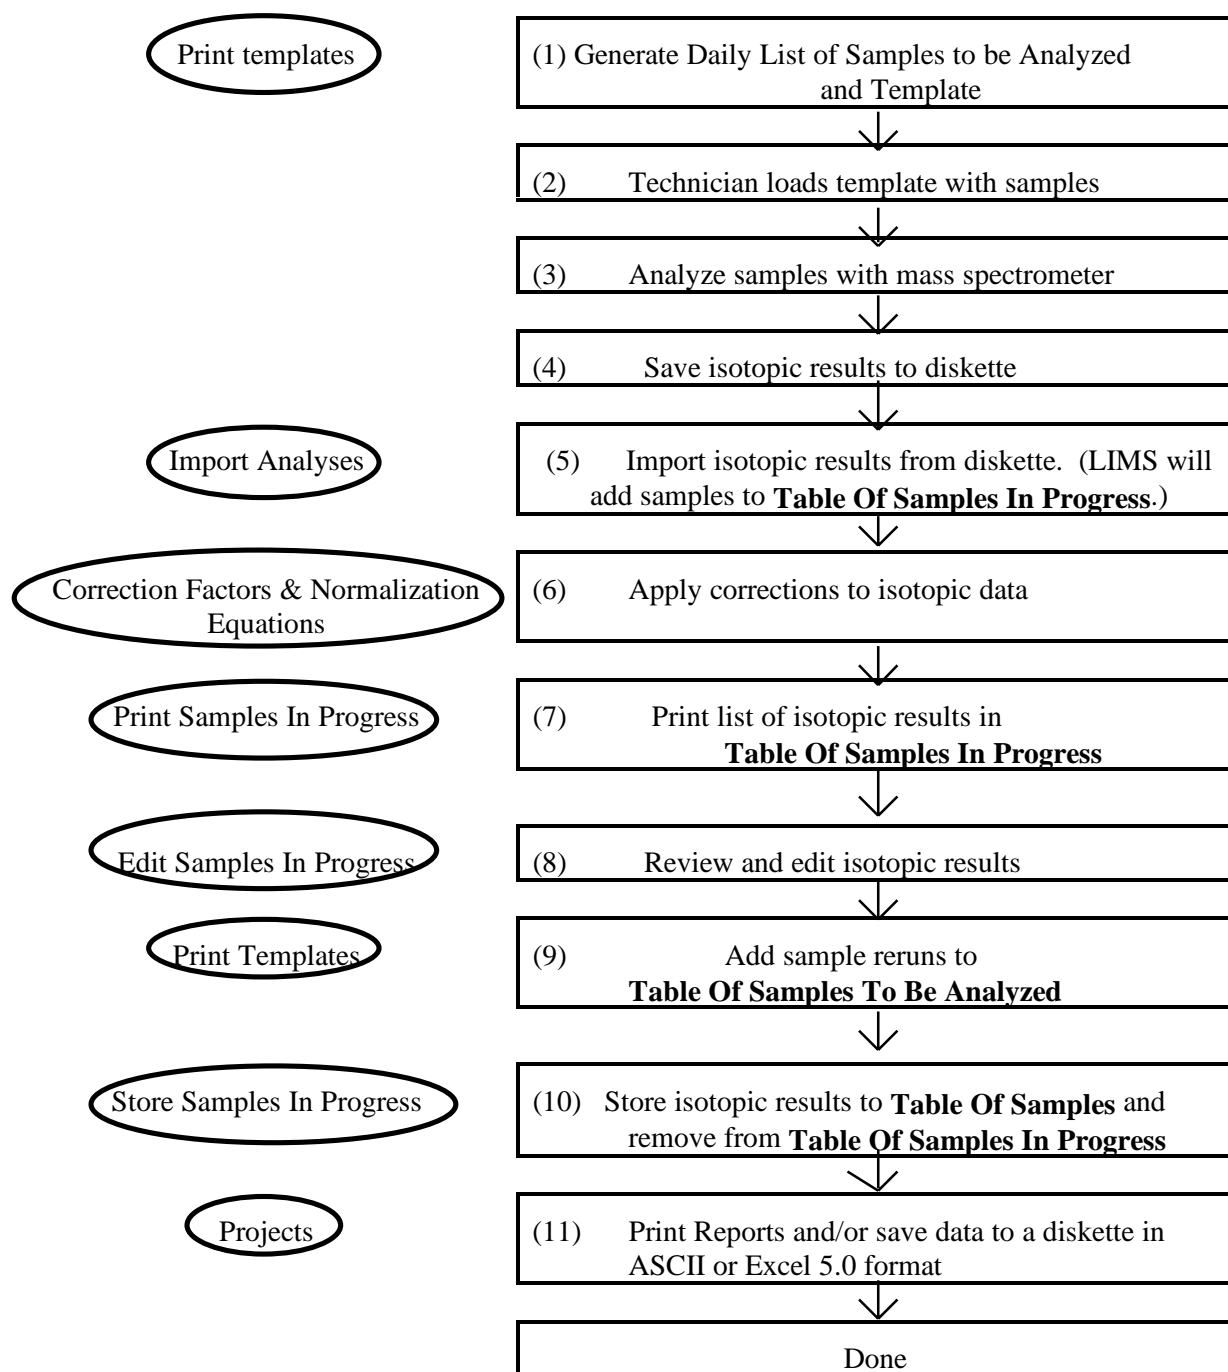 Print templates
(1) Generate Daily List of Samples to be Analyzed
and Template
(2) Technician loads template with samples
(3) Analyze samples with mass spectrometer
(4) Save isotopic results to diskette
Import Analyses
(5) Import isotopic results from diskette. (LIMS will
add samples to Table Of Samples In Progress.)
Correction Factors & Normalization
Equations
(6) Apply corrections to isotopic data
Print Samples In Progress
(7) Print list of isotopic results in
Table Of Samples In Progress
Edit Samples In Progress
(8) Review and edit isotopic results
Print Templates
(9) Add sample reruns to
Table Of Samples To Be Analyzed
Store Samples In Progress
(10) Store isotopic results to Table Of Samples and
remove from Table Of Samples In Progress
Projects
(11) Print Reports and/or save data to a diskette in
ASCII or Excel 5.0 format
Done